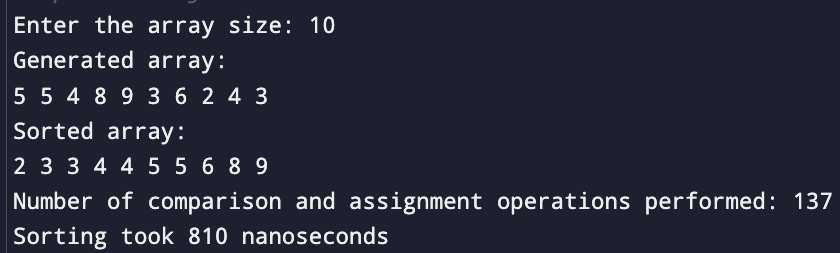 Enter the array size: 10
Generated array:
5 5 4 8 9 3 6 2 4 3
Sorted array:
2 3 3 4 4 5 5 6 8 9
Number of comparison and assignment operations performed: 137
Sorting took 810 nanoseconds